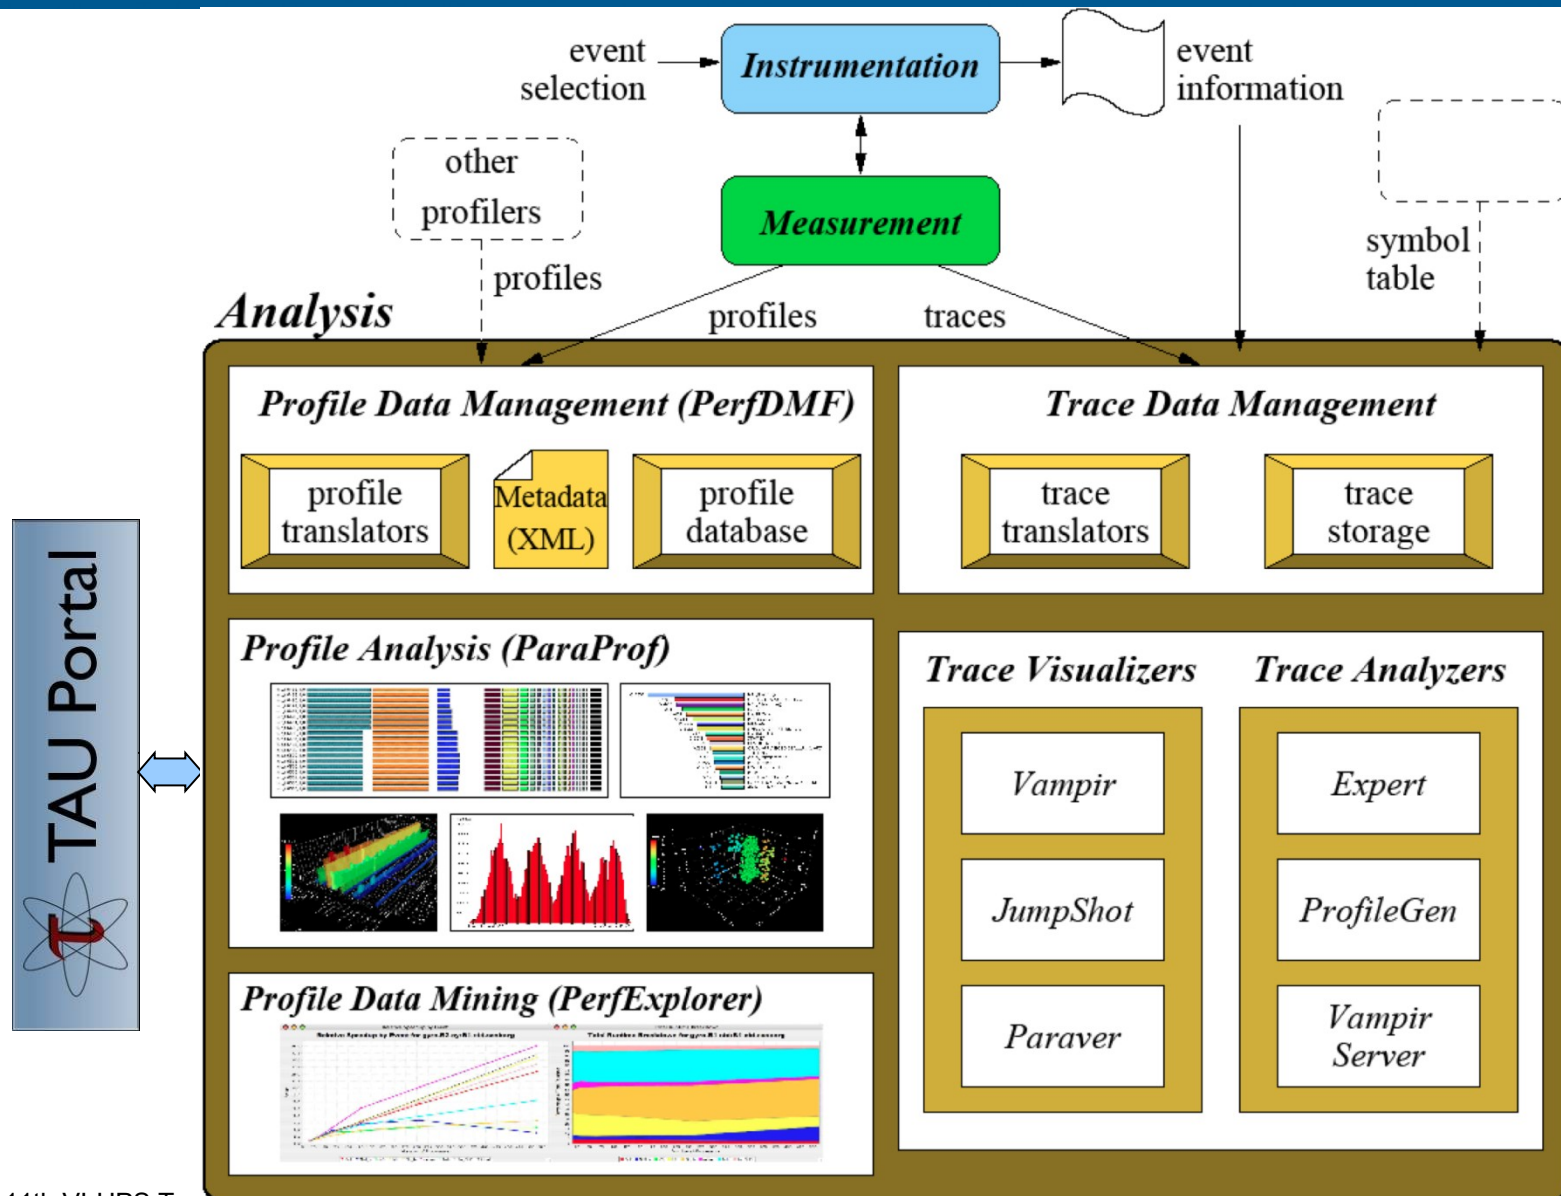 event
selection
Instrumentation
event
information
other
profilers
Measurement
symbol
table
profiles
profiles
traces
Analysis
Profile Data Management (PerfDMF)
Trace Data Management
profile
translators
Metadata
(XML)
profile
database
trace
translators
trace
storage
TAU Portal
Profile Analysis (ParaProf)
Trace Visualizers
Trace Analyzers
Vampir
Expert
JumpShot
ProfileGen
Paraver
Vampir
Server
Profile Data Mining (PerfExplorer)